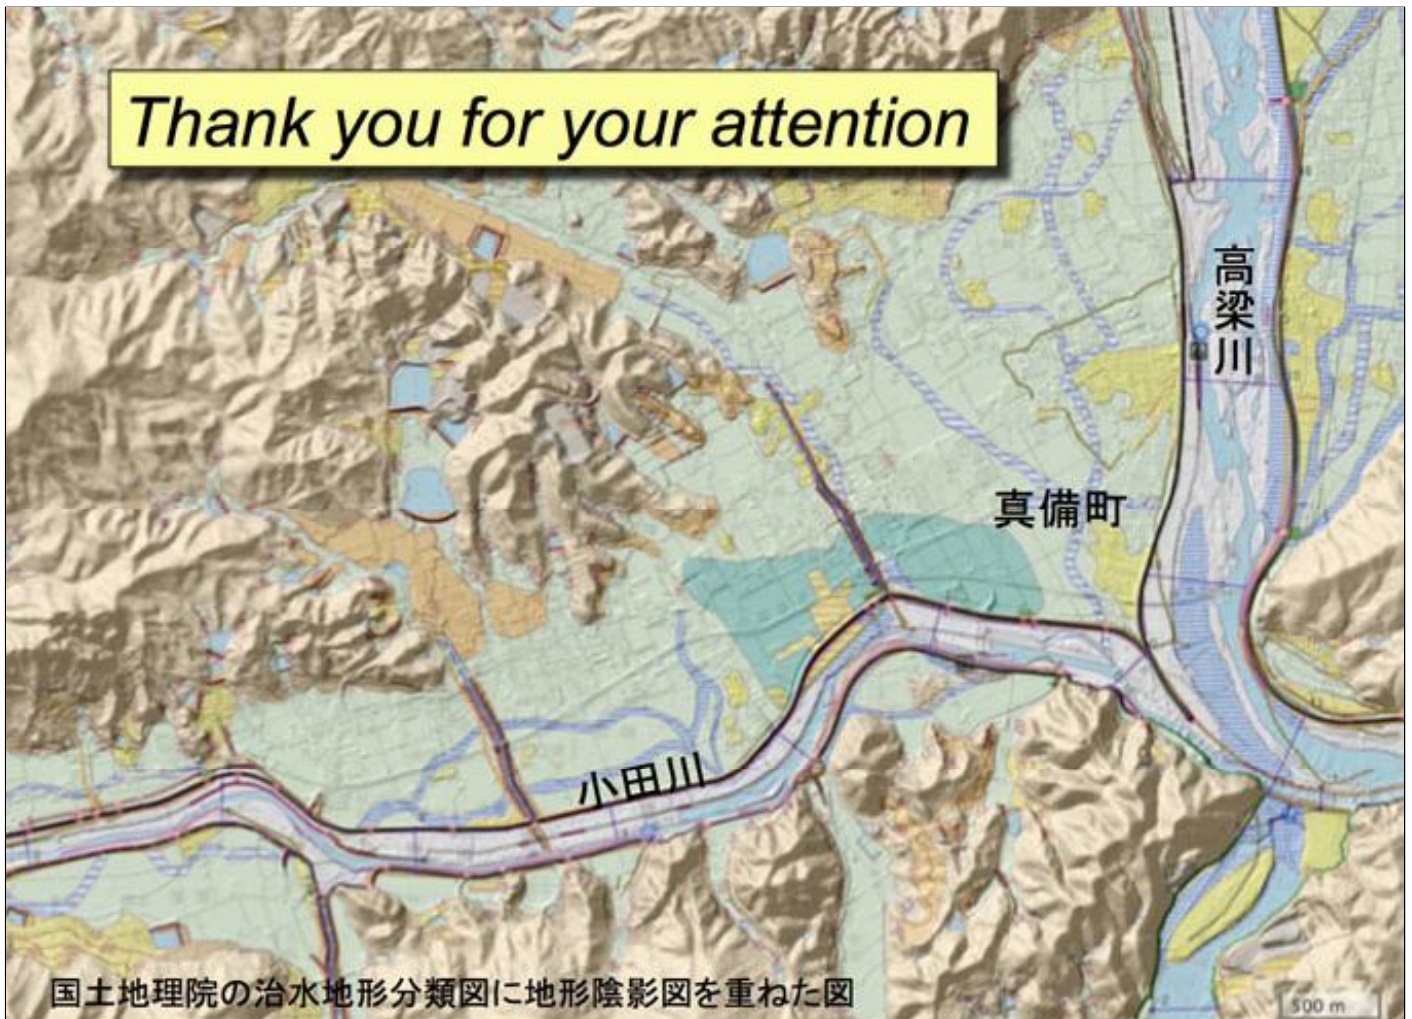 Thank you for your attention
高梁川
真備町
小田川
国土地理院の治水地形分類図に地形陰影図を重ねた図
500 m